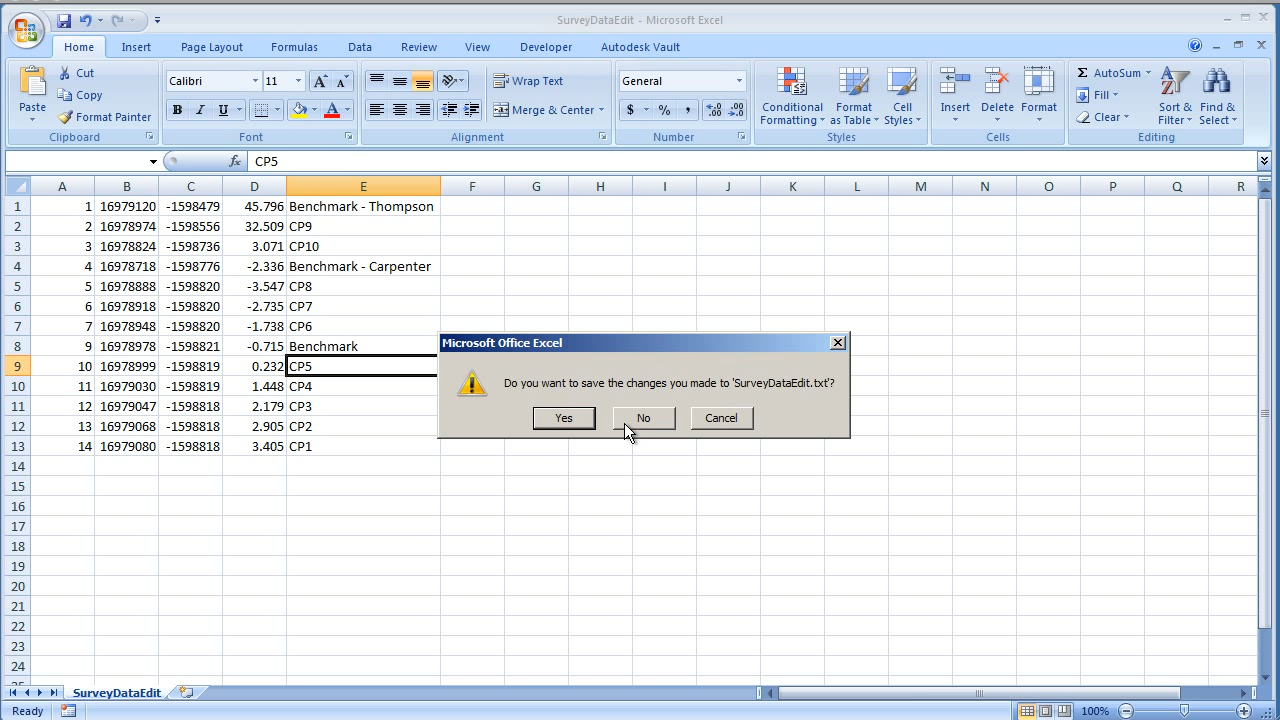 SurveyDataEdit - Microsoft Excel
Home Insert Page Layout Formulas Data Review View Developer Autodesk Vault
Paste
Cut
Copy
Format Painter
Clipboard
Calibri 11
B I U
Font
Wrap Text
Merge & Center
Alignment
General
$ % ,
Number
Conditional Formatting
Format as Table
Cell Styles
Styles
Insert Delete Format
Cells
Σ AutoSum
Fill
Clear
Sort & Filter
Find & Select
Editing
fx CP5
A B C D E F G H I J K L M N O P Q R
1 1 16979120 -1598479 45.796 Benchmark - Thompson
2 2 16978974 -1598556 32.509 CP9
3 3 16978824 -1598736 3.071 CP10
4 4 16978718 -1598776 -2.336 Benchmark - Carpenter
5 5 16978888 -1598820 -3.547 CP8
6 6 16978918 -1598820 -2.735 CP7
7 7 16978948 -1598820 -1.738 CP6
8 9 16978978 -1598821 -0.715 Benchmark
9 10 16978999 -1598819 0.232 CP5
10 11 16979030 -1598818 1.448 CP4
11 12 16979047 -1598818 2.179 CP3
12 13 16979068 -1598818 2.905 CP2
13 14 16979080 -1598818 3.405 CP1
14
15
16
17
18
19
20
21
22
23
24
Microsoft Office Excel
Do you want to save the changes you made to 'SurveyDataEdit.txt'?
Yes No Cancel
SurveyDataEdit
Ready 100%